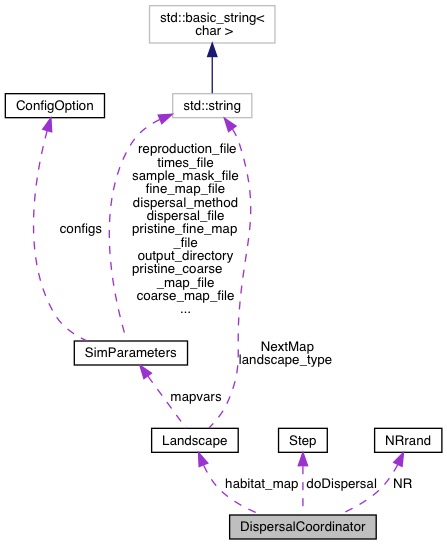 std::basic_string<
char >
ConfigOption
std::string
reproduction_file
times_file
sample_mask_file
fine_map_file
dispersal_method
dispersal_file
pristine_fine_map
_file
output_directory
pristine_coarse
_map_file
coarse_map_file
...
configs
SimParameters
NextMap
landscape_type
mapvars
Landscape
Step
NRrand
habitat_map
doDispersal
NR
DispersalCoordinator